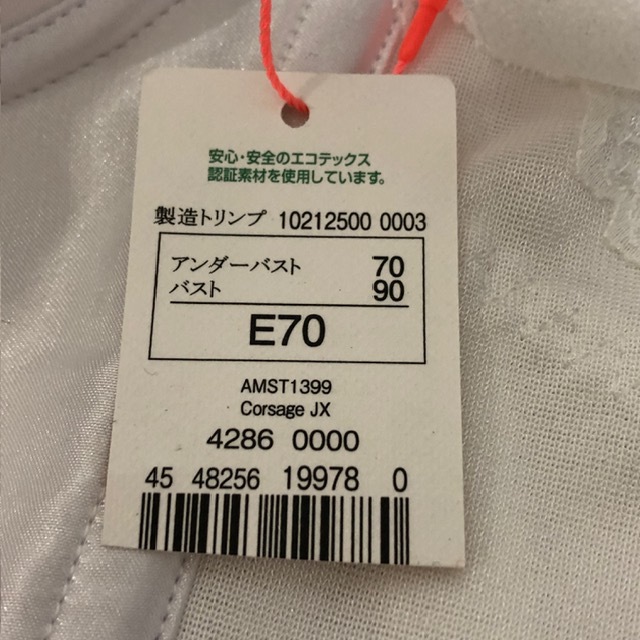 安心・安全のエコテックス
認証素材を使用しています。
製造トリンプ 10212500 0003
アンダーバスト 70
バスト 90
E70
AMST1399
Corsage JX
4286 0000
45 48256 19978 0